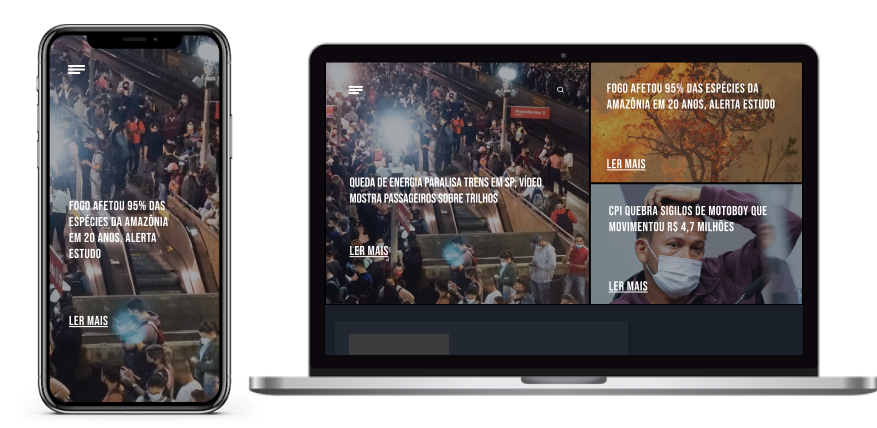 FOGO AFETOU 95% DAS
ESPÉCIES DA AMAZÔNIA
EM 20 ANOS, ALERTA
ESTUDO
LER MAIS
Plataforma 3
QUEDA DE ENERGIA PARALISA TRENS EM SP; VÍDEO
MOSTRA PASSAGEIROS SOBRE TRILHOS
LER MAIS
FOGO AFETOU 95% DAS ESPÉCIES DA
AMAZÔNIA EM 20 ANOS, ALERTA ESTUDO
LER MAIS
CPI QUEBRA SIGILOS DE MOTOBOY QUE
MOVIMENTOU R$ 4,7 MILHÕES
LER MAIS